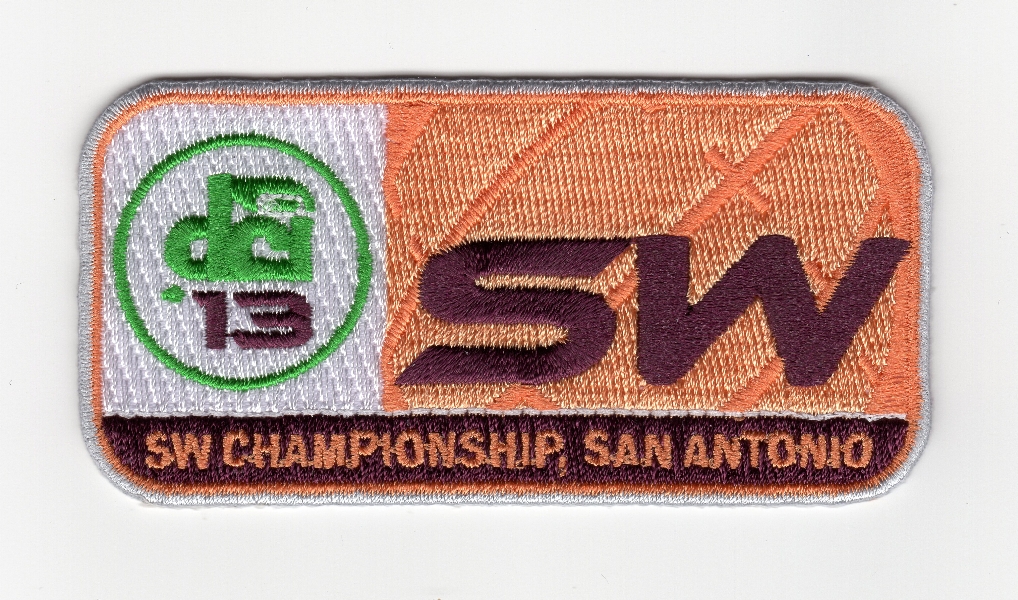 dci
'13
SW
SW CHAMPIONSHIP, SAN ANTONIO